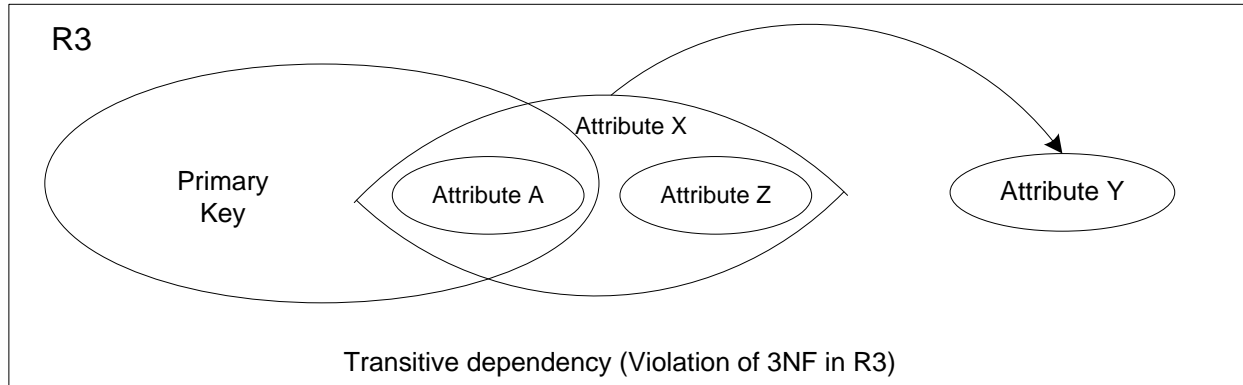 R3
Attribute X
Primary
Key
Attribute A
Attribute Z
Attribute Y
Transitive dependency (Violation of 3NF in R3)